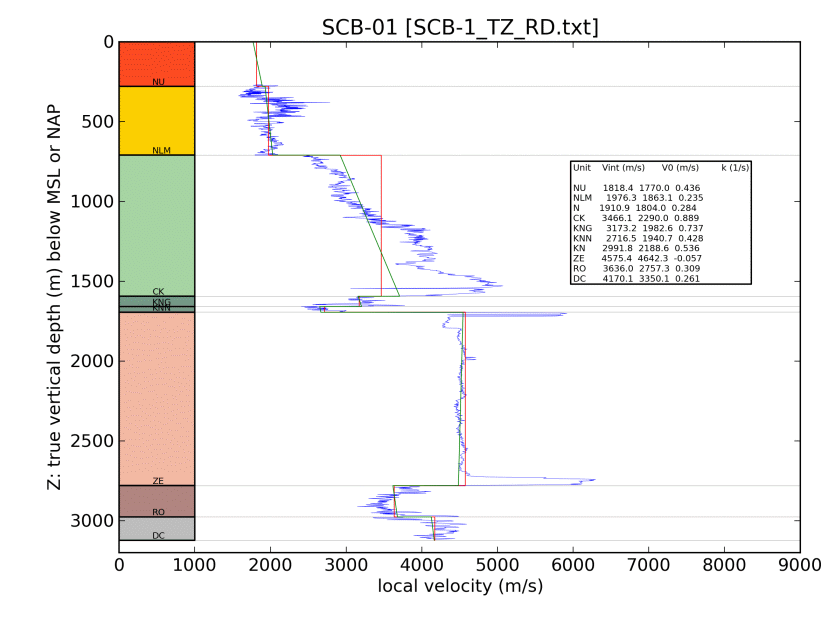 SCB-01 [SCB-1_TZ_RD.txt]
Z: true vertical depth (m) below MSL or NAP
0
500
1000
1500
2000
2500
3000
NU
NLM
CK
KNG
KNN
ZE
RO
DC
Unit Vint (m/s) V0 (m/s) k (1/s)
NU 1818.4 1770.0 0.436
NLM 1976.3 1863.1 0.235
N 1910.9 1804.0 0.284
CK 3466.1 2290.0 0.889
KNG 3173.2 1982.6 0.737
KNN 2716.5 1940.7 0.428
KN 2991.8 2188.6 0.536
ZE 4575.4 4642.3 -0.057
RO 3636.0 2757.3 0.309
DC 4170.1 3350.1 0.261
0 1000 2000 3000 4000 5000 6000 7000 8000 9000
local velocity (m/s)